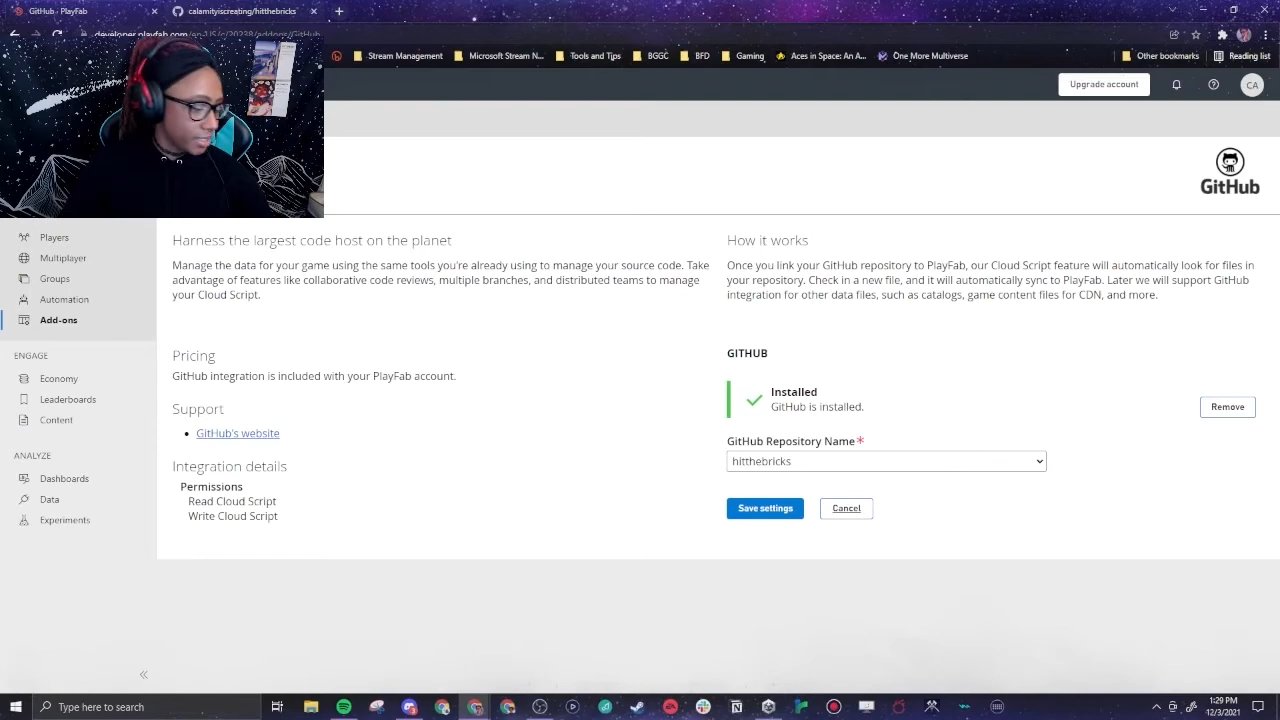 GitHub - PlayFab
calamityiscreating/hitthebricks
developer.playfab.com/en-US/c/20238/addons/GitHub
Stream Management
Microsoft Stream N...
Tools and Tips
BGGC
BFD
Gaming
Aces in Space: An A...
One More Multiverse
Other bookmarks
Reading list
Upgrade account
CA
GitHub
Players
Multiplayer
Groups
Automation
Add-ons
ENGAGE
Economy
Leaderboards
Content
ANALYZE
Dashboards
Data
Experiments
Harness the largest code host on the planet
Manage the data for your game using the same tools you're already using to manage your source code. Take
advantage of features like collaborative code reviews, multiple branches, and distributed teams to manage
your Cloud Script.
Pricing
GitHub integration is included with your PlayFab account.
Support
GitHub's website
Integration details
Permissions
Read Cloud Script
Write Cloud Script
How it works
Once you link your GitHub repository to PlayFab, our Cloud Script feature will automatically look for files in
your repository. Check in a new file, and it will automatically sync to PlayFab. Later we will support GitHub
integration for other data files, such as catalogs, game content files for CDN, and more.
GITHUB
Installed
GitHub is installed.
Remove
GitHub Repository Name*
hitthebricks
Save settings
Cancel
Type here to search
1:29 PM
12/3/2021